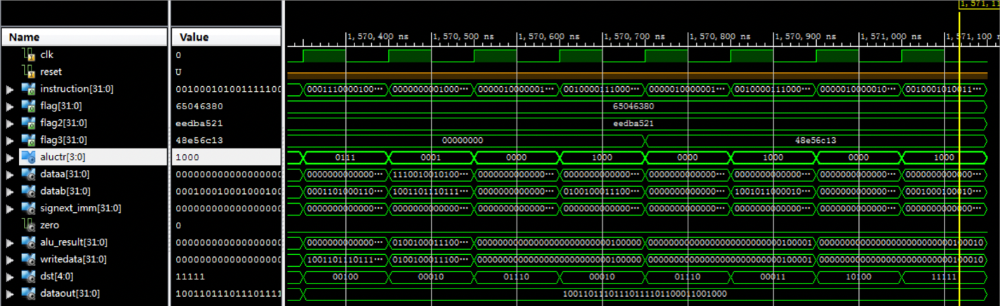 1,571,11
Name Value 1,570,400 ns 1,570,500 ns 1,570,600 ns 1,570,700 ns 1,570,800 ns 1,570,900 ns 1,571,000 ns 1,571,100 ns
clk 0
reset U
instruction[31:0] 001000101001111100 0001110000100··· 0000000001000··· 0000010000001··· 0010000111000··· 0000010000001··· 0010000111000··· 0000010000010··· 0010001010011···
flag[31:0] 65046380 65046380
flag2[31:0] eedba521 eedba521
flag3[31:0] 48e56c13 00000000 48e56c13
aluctr[3:0] 1000 0111 0001 0000 1000 0000 1000 0000 1000
dataa[31:0] 000000000000000000 0000000000000··· 1110010010100··· 0000000000000··· 0000000000000··· 0000000000000··· 0000000000000··· 0000000000000··· 0000000000000···
datab[31:0] 000100010001000100 0001101000110··· 1001101110111··· 0000000000000··· 0100100011100··· 0000000000000··· 1001011000010··· 0000000000000··· 0001000100010···
signext_imm[31:0] 000000000000000000 0000000000000··· 0000000000000··· 0000000000000··· 0000000000000··· 0000000000000··· 0000000000000··· 0000000000000··· 0000000000000···
zero 0
alu_result[31:0] 000000000000000000 0000000000000··· 0100100011100··· 00000000000000000000000000100000 00000000000000000000000000100001 00000000000000000000000000100010
writedata[31:0] 000000000000000000 1001101110111··· 0100100011100··· 00000000000000000000000000100000 00000000000000000000000000100001 00000000000000000000000000100010
dst[4:0] 11111 00100 00010 01110 00010 01110 00011 10100 11111
dataout[31:0] 100110111011101111 10011011101110111101100011001000